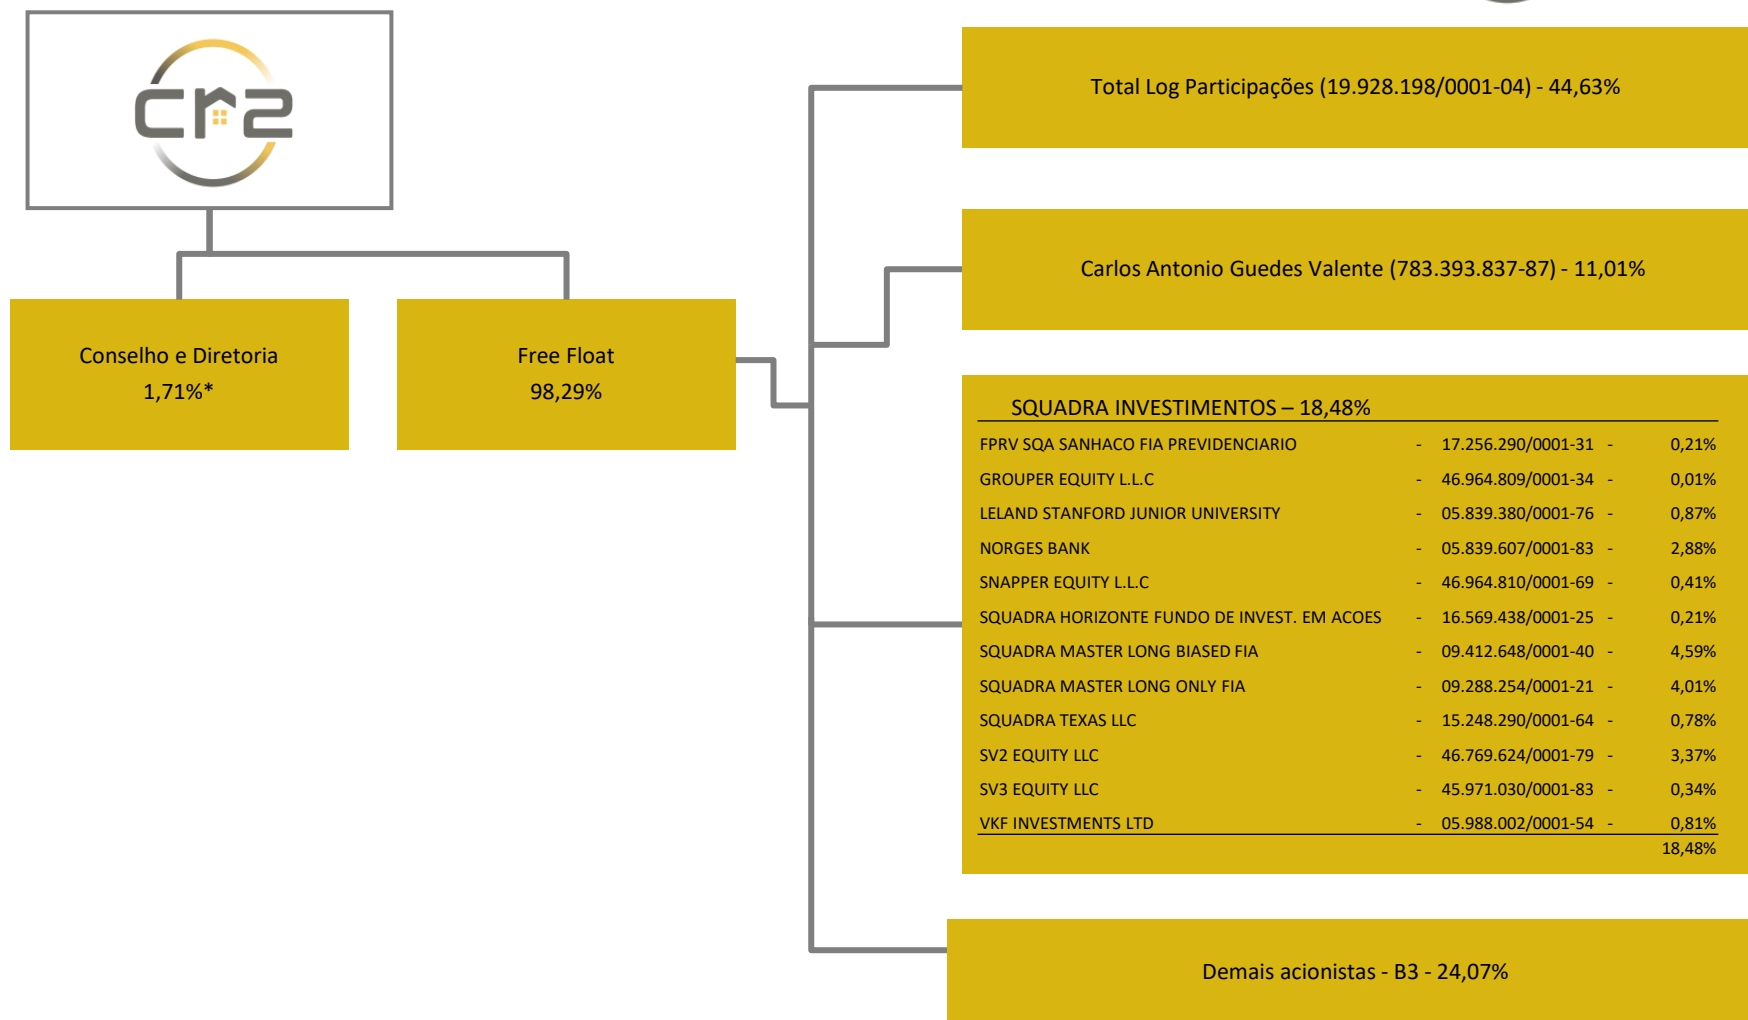 cr2
Conselho e Diretoria
1,71%*
Free Float
98,29%
Total Log Participações (19.928.198/0001-04) - 44,63%
Carlos Antonio Guedes Valente (783.393.837-87) - 11,01%
SQUADRA INVESTIMENTOS – 18,48%
FPRV SQA SANHACO FIA PREVIDENCIARIO - 17.256.290/0001-31 - 0,21%
GROUPER EQUITY L.L.C - 46.964.809/0001-34 - 0,01%
LELAND STANFORD JUNIOR UNIVERSITY - 05.839.380/0001-76 - 0,87%
NORGES BANK - 05.839.607/0001-83 - 2,88%
SNAPPER EQUITY L.L.C - 46.964.810/0001-69 - 0,41%
SQUADRA HORIZONTE FUNDO DE INVEST. EM ACOES - 16.569.438/0001-25 - 0,21%
SQUADRA MASTER LONG BIASED FIA - 09.412.648/0001-40 - 4,59%
SQUADRA MASTER LONG ONLY FIA - 09.288.254/0001-21 - 4,01%
SQUADRA TEXAS LLC - 15.248.290/0001-64 - 0,78%
SV2 EQUITY LLC - 46.769.624/0001-79 - 3,37%
SV3 EQUITY LLC - 45.971.030/0001-83 - 0,34%
VKF INVESTMENTS LTD - 05.988.002/0001-54 - 0,81%
18,48%
Demais acionistas - B3 - 24,07%